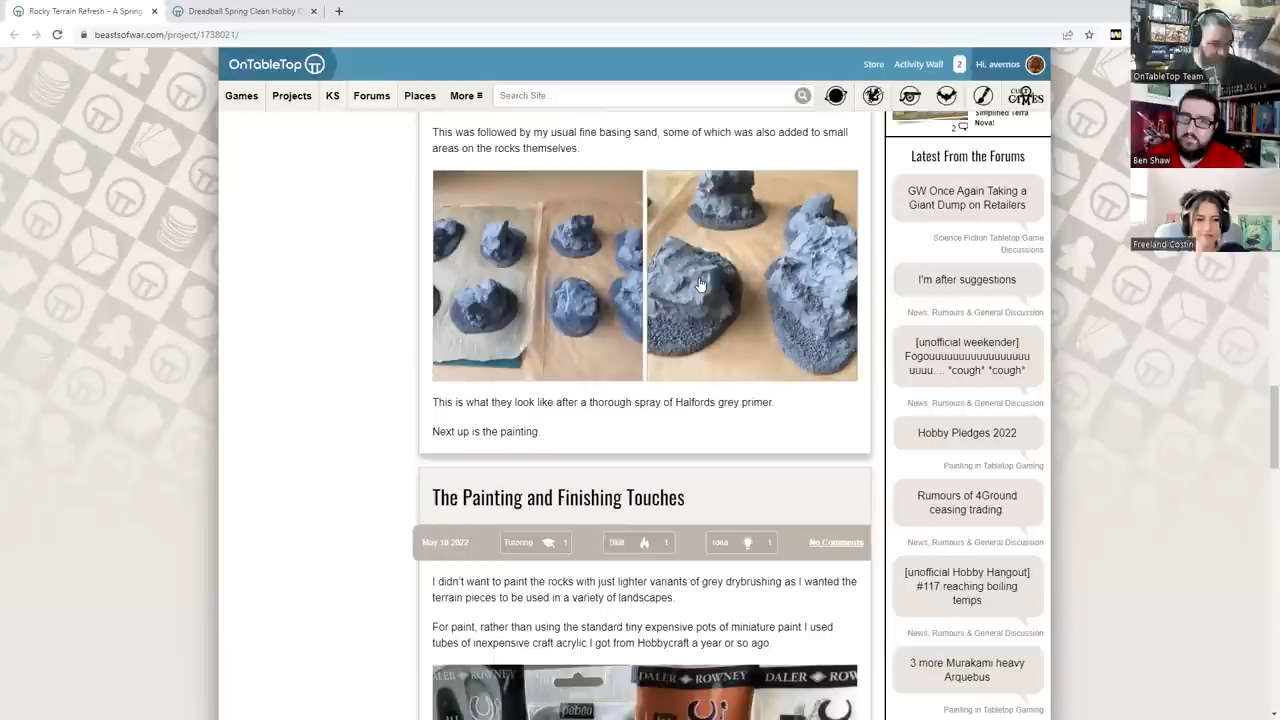 Rocky Terrain Refresh – A Spring
Dreadball Spring Clean Hobby
beastsofwar.com/project/1738021/
OnTableTop
Store
Activity Wall
2
Hi, avernos
Games
Projects
KS
Forums
Places
More
Search Site..
GAMES
OnTableTop Team
Ben Shaw
Freeland Costin
This was followed by my usual fine basing sand, some of which was also added to small
areas on the rocks themselves.
This is what they look like after a thorough spray of Halfords grey primer.
Next up is the painting.
The Painting and Finishing Touches
May 18 2022
Tutoring 1
Skill 1
Idea 1
No Comments
I didn't want to paint the rocks with just lighter variants of grey drybrushing as I wanted the
terrain pieces to be used in a variety of landscapes.
For paint, rather than using the standard tiny expensive pots of miniature paint I used
tubes of inexpensive craft acrylic I got from Hobbycraft a year or so ago.
DALER ROWNEY
pebeo
DALER ROWNEY
DALER ROW
Simplified Terra
Nova!
2
Latest From the Forums
GW Once Again Taking a
Giant Dump on Retailers
Science Fiction Tabletop Game
Discussions
I'm after suggestions
News, Rumours & General Discussion
[unofficial weekender]
Fogouuuuuuuuuuuuuuuuu
uuuu.... *cough* *cough*
News, Rumours & General Discussion
Hobby Pledges 2022
Painting in Tabletop Gaming
Rumours of 4Ground
ceasing trading.
News, Rumours & General Discussion
[unofficial Hobby Hangout]
#117 reaching boiling
temps
News, Rumours & General Discussion
3 more Murakami heavy
Arquebus
Painting in Tabletop Gaming